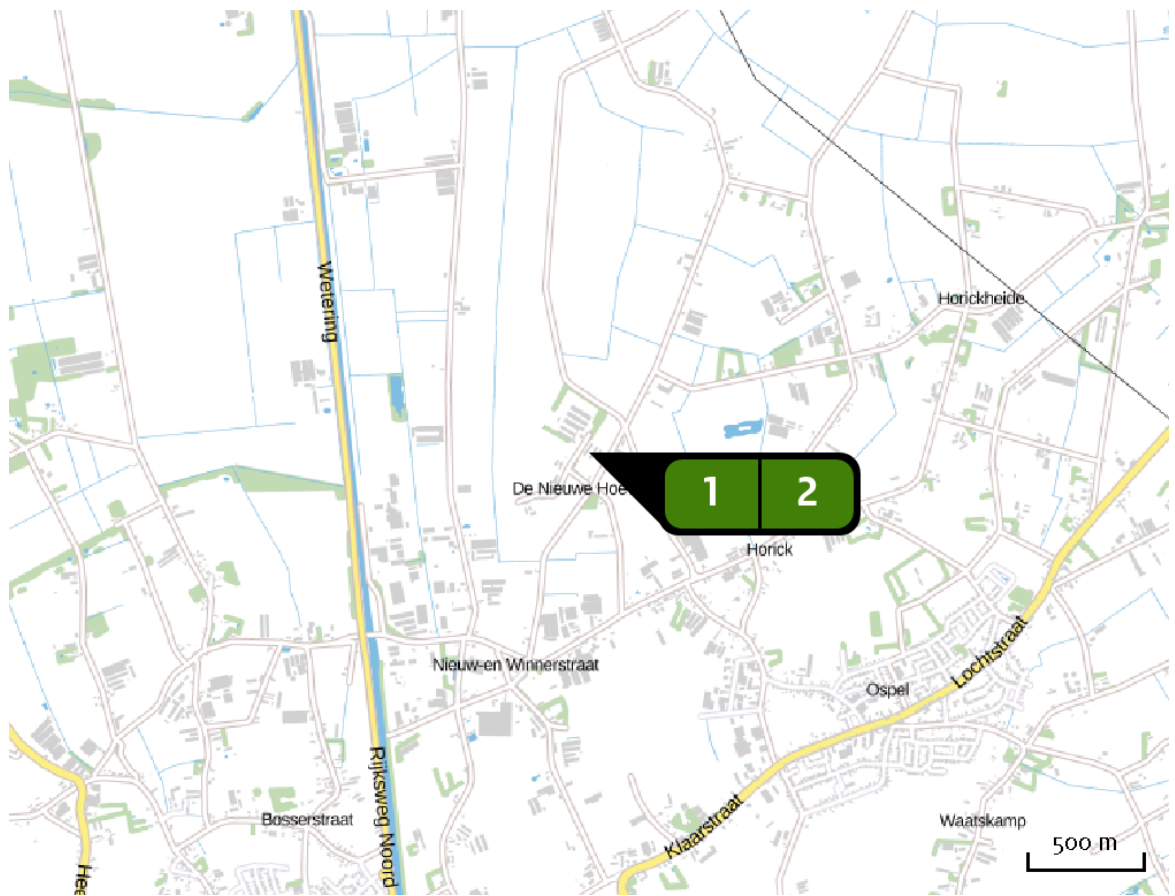 Wetering
Horickheide
De Nieuwe Hoe
1 2
Horick
Nieuw-en Winnerstraat
Ospel
Lochtstraat
Rijksweg Noord
Bosserstraat
Klaarstraat
Waatskamp
500 m
Hee